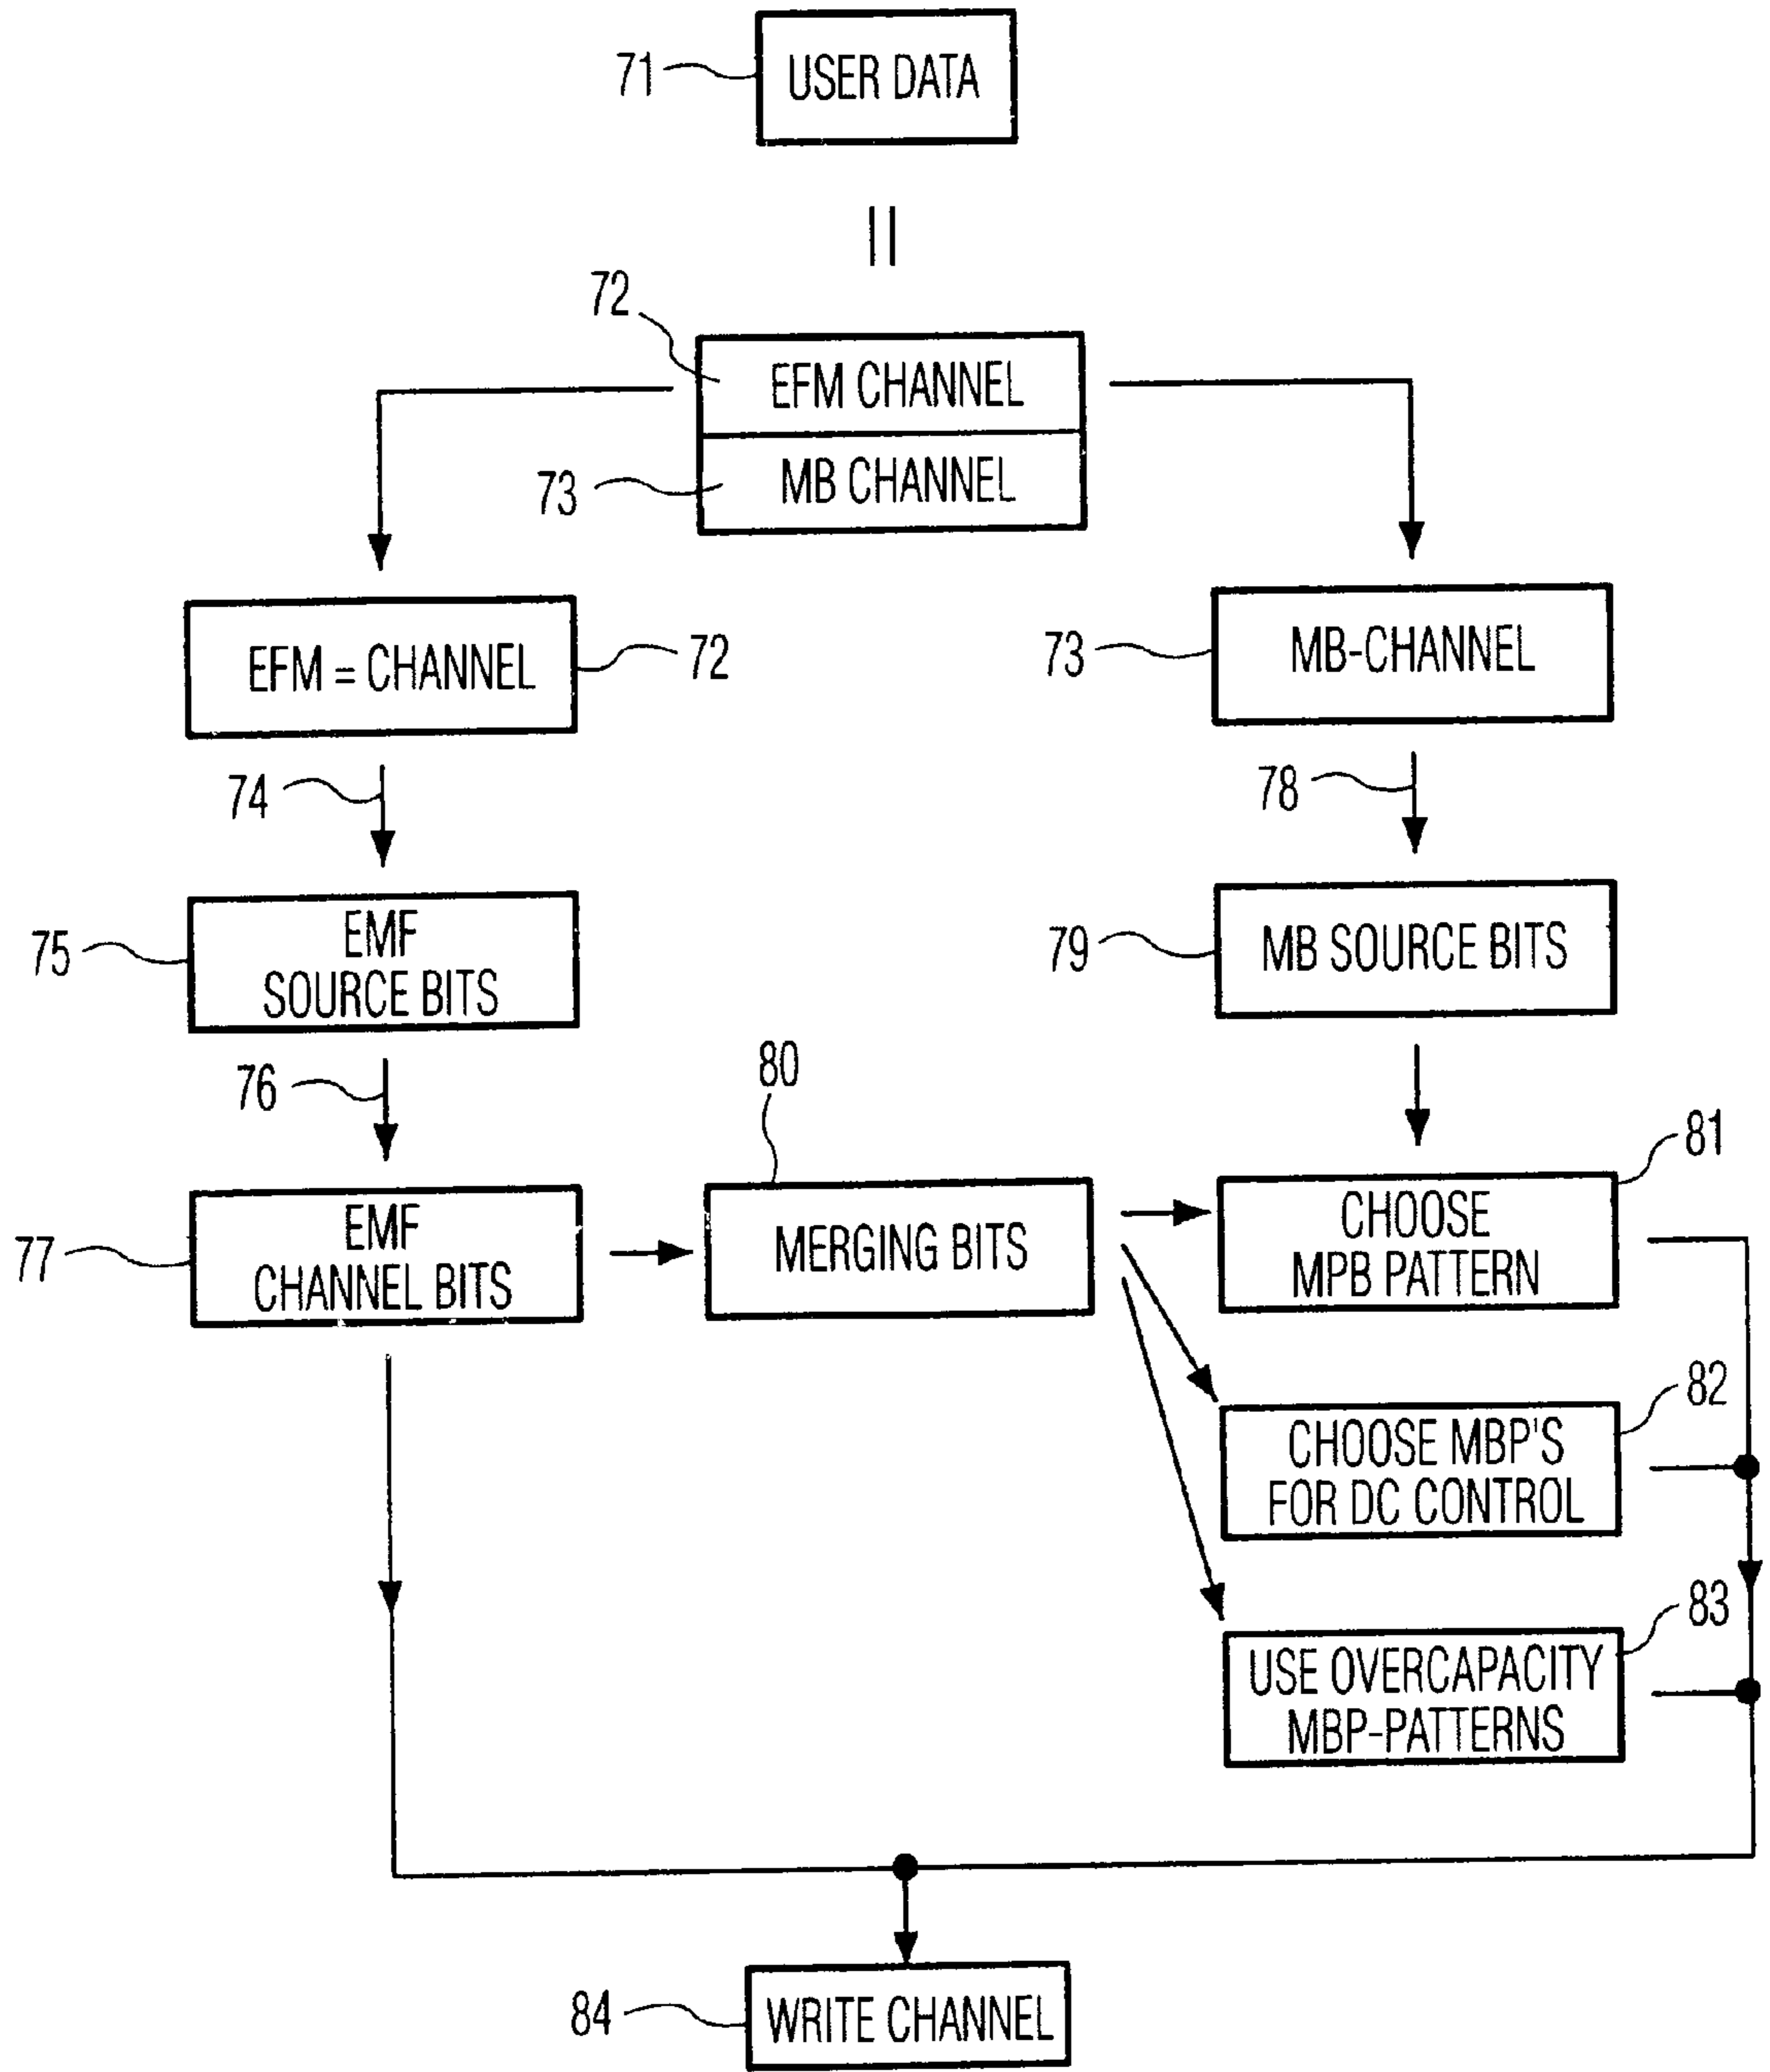 71
USER DATA
72
EFM CHANNEL
73
MB CHANNEL
EFM = CHANNEL
72
73
MB-CHANNEL
74
78
75
EMF
SOURCE BITS
79
MB SOURCE BITS
76
80
77
EMF
CHANNEL BITS
MERGING BITS
81
CHOOSE
MPB PATTERN
82
CHOOSE MBP'S
FOR DC CONTROL
83
USE OVERCAPACITY
MBP-PATTERNS
84
WRITE CHANNEL